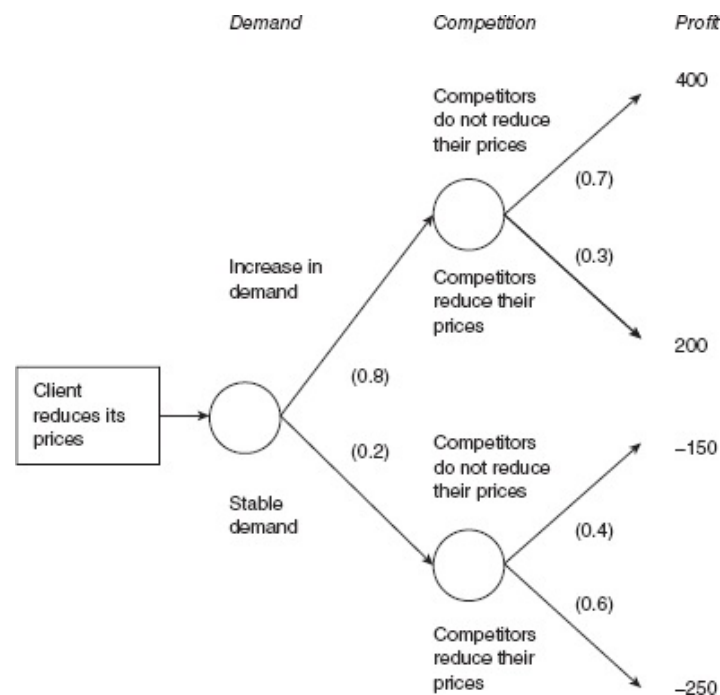 Demand
Competition
Profit
Competitors
do not reduce
their prices
400
(0.7)
(0.3)
Increase in
demand
Competitors
reduce their
prices
200
(0.8)
Client
reduces its
prices
(0.2)
Competitors
do not reduce
their prices
–150
Stable
demand
(0.4)
(0.6)
Competitors
reduce their
prices
–250